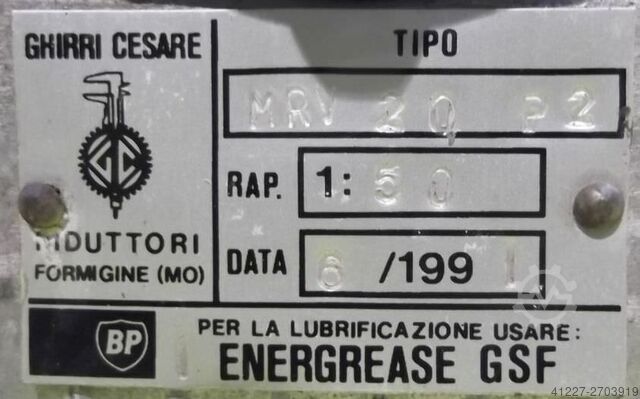 GHIRRI CESARE
GC
RIDUTTORI
FORMIGINE (MO)
TIPO
MRV 20 P2
RAP. 1: 50
DATA 6 /199 1
BP
PER LA LUBRIFICAZIONE USARE:
ENERGREASE GSF
41227-2703919